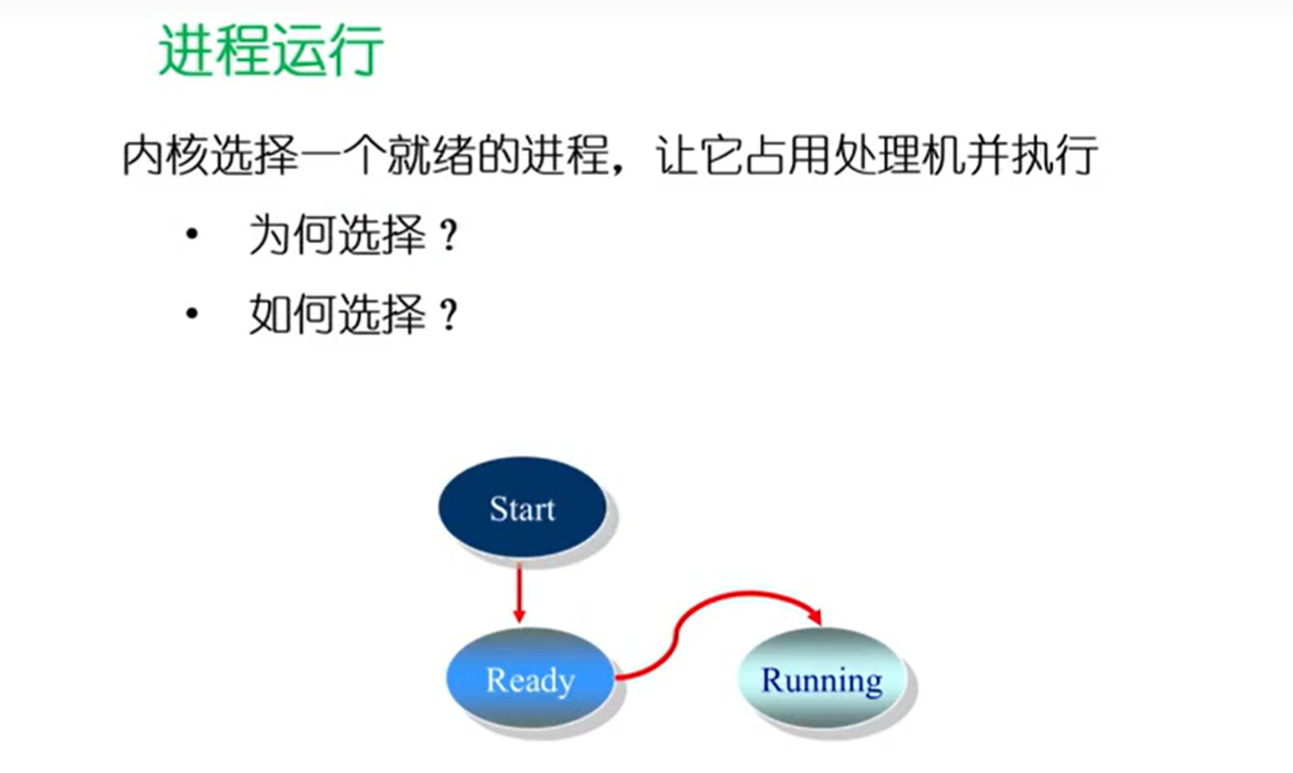 进程运行
内核选择一个就绪的进程，让它占用处理机并执行
• 为何选择？
• 如何选择？
Start
Ready
Running